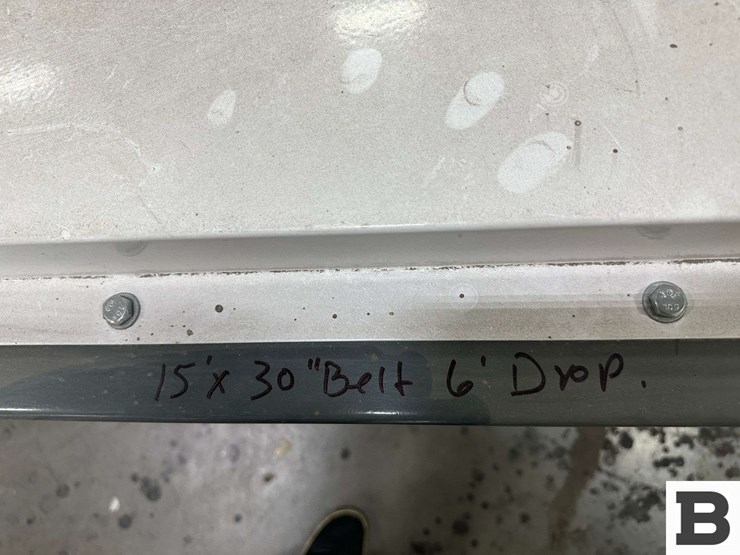 15' x 30" Belt 6' Drop.
B